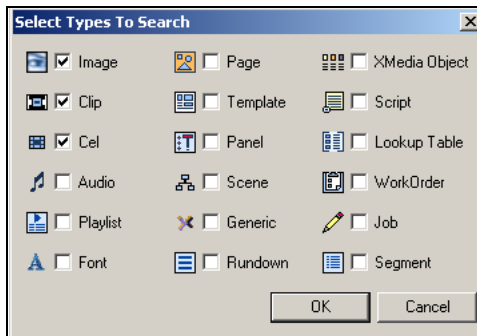 Select Types To Search
Image Page XMedia Object
Clip Template Script
Cel Panel Lookup Table
Audio Scene WorkOrder
Playlist Generic Job
Font Rundown Segment
OK Cancel